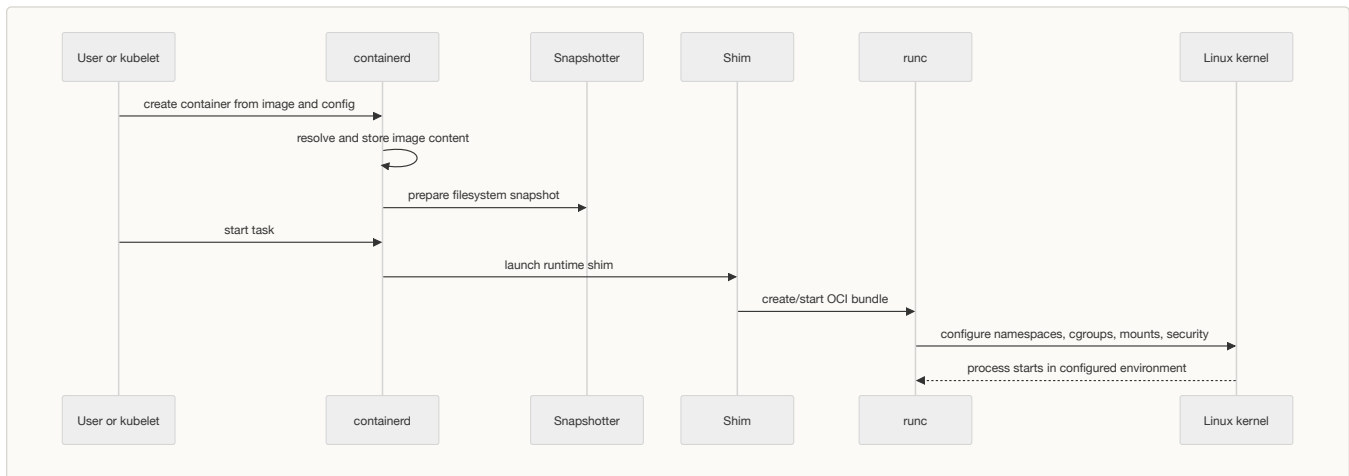 User or kubelet
containerd
Snapshotter
Shim
runc
Linux kernel
create container from image and config
resolve and store image content
prepare filesystem snapshot
start task
launch runtime shim
create/start OCI bundle
configure namespaces, cgroups, mounts, security
process starts in configured environment
User or kubelet
containerd
Snapshotter
Shim
runc
Linux kernel